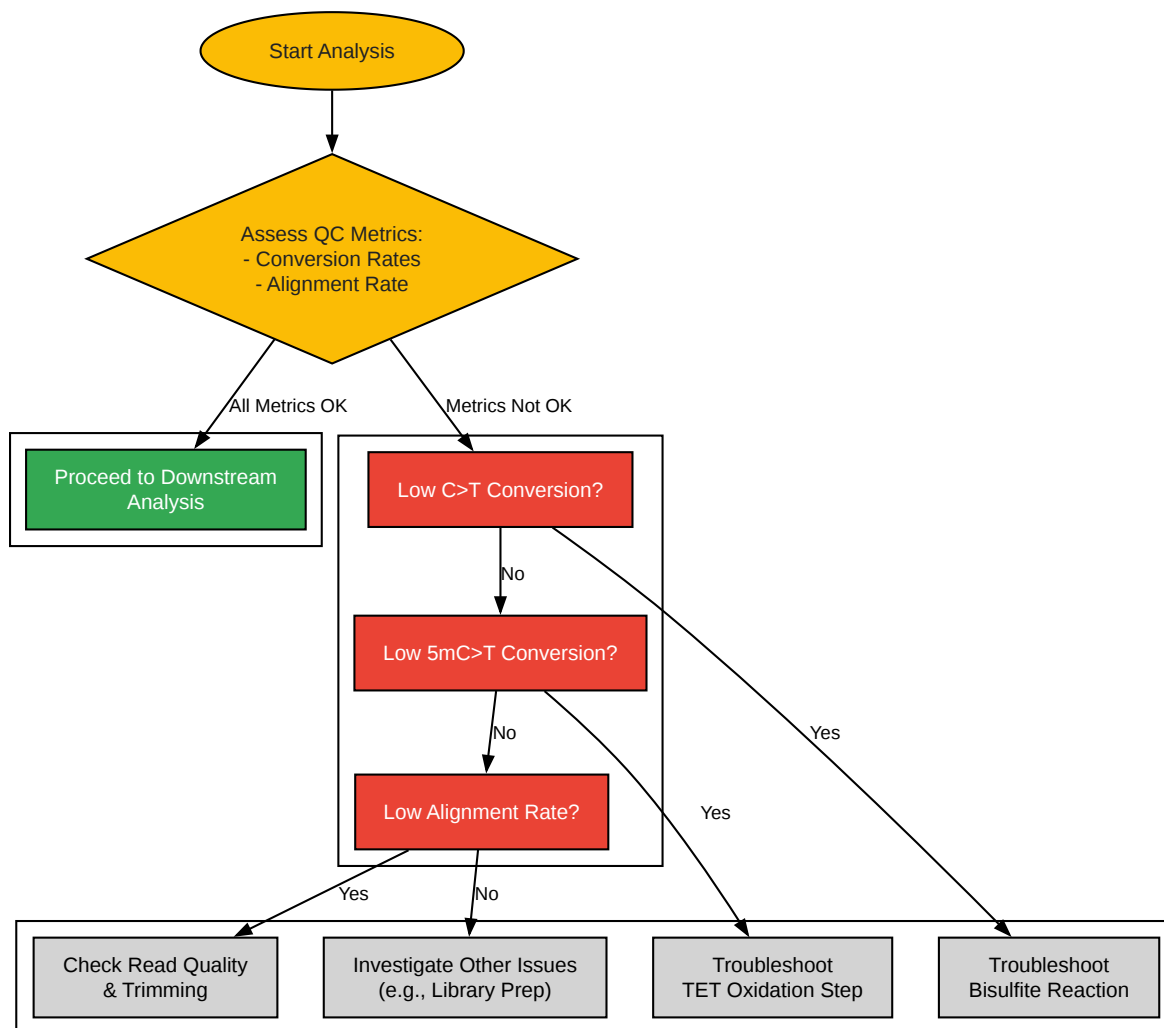 Start Analysis
Assess QC Metrics:
- Conversion Rates
- Alignment Rate
All Metrics OK
Metrics Not OK
Proceed to Downstream
Analysis
Low C>T Conversion?
No
Low 5mC>T Conversion?
No
Yes
Low Alignment Rate?
Yes
Yes
No
Check Read Quality
& Trimming
Investigate Other Issues
(e.g., Library Prep)
Troubleshoot
TET Oxidation Step
Troubleshoot
Bisulfite Reaction